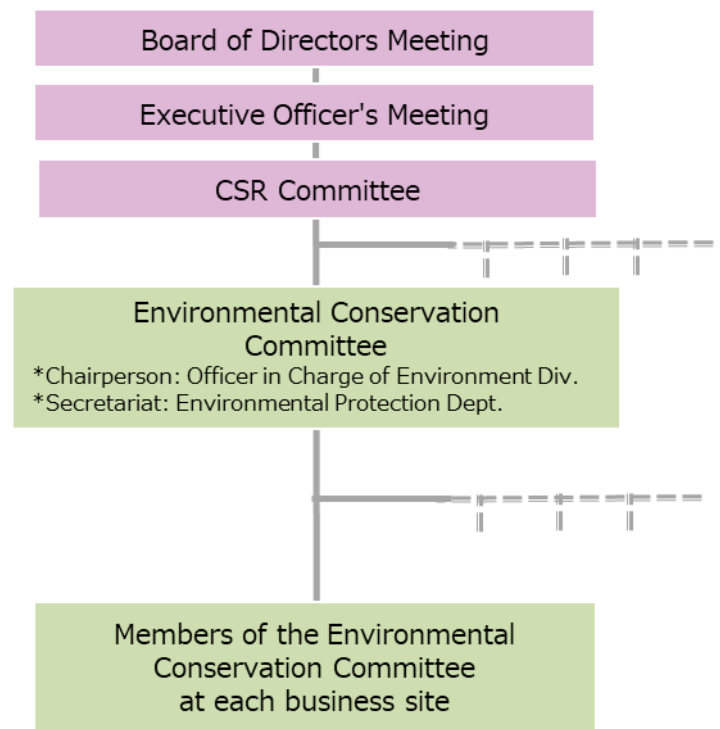 Board of Directors Meeting
Executive Officer's Meeting
CSR Committee
Environmental Conservation
Committee
*Chairperson: Officer in Charge of Environment Div.
*Secretariat: Environmental Protection Dept.
Members of the Environmental
Conservation Committee
at each business site